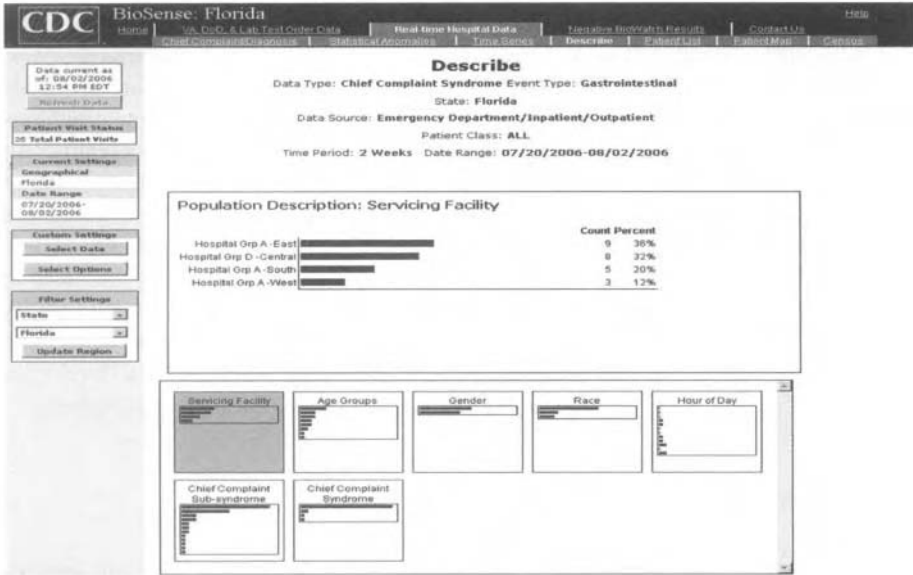 CDC
BioSense: Florida
Help
Home | VA, DoD, & Lab Test Order Data | Real-time Hospital Data | Negative BioWatch Results | Contact Us
Chief Complaint/Diagnosis | Statistical Anomalies | Time Series | Describe | Patient List | Patient Map | Census
Data current as
of: 08/02/2006
12:54 PM EDT
Refresh Data
Patient Visit Status
25 Total Patient Visits
Current Settings
Geographical
Florida
Date Range
07/20/2006-
08/02/2006
Custom Settings
Select Data
Select Options
Filter Settings
State
Florida
Update Region
Describe
Data Type: Chief Complaint Syndrome Event Type: Gastrointestinal
State: Florida
Data Source: Emergency Department/Inpatient/Outpatient
Patient Class: ALL
Time Period: 2 Weeks Date Range: 07/20/2006-08/02/2006
Population Description: Servicing Facility
Count Percent
Hospital Grp A-East 9 36%
Hospital Grp D-Central 8 32%
Hospital Grp A-South 5 20%
Hospital Grp A-West 3 12%
Servicing Facility
Age Groups
Gender
Race
Hour of Day
Chief Complaint
Sub-syndrome
Chief Complaint
Syndrome